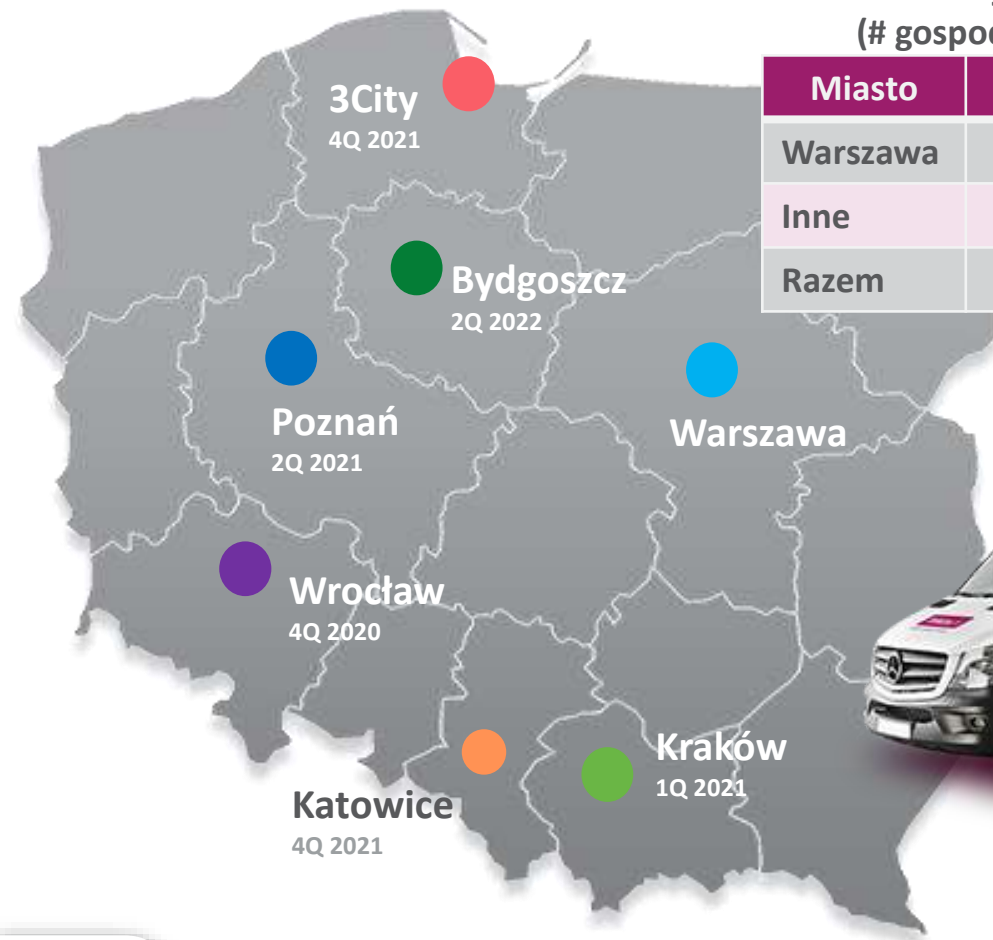 (# gospo
Miasto
Warszawa
Inne
Razem
3City
4Q 2021
Bydgoszcz
2Q 2022
Poznań
2Q 2021
Warszawa
Wrocław
4Q 2020
Kraków
1Q 2021
Katowice
4Q 2021